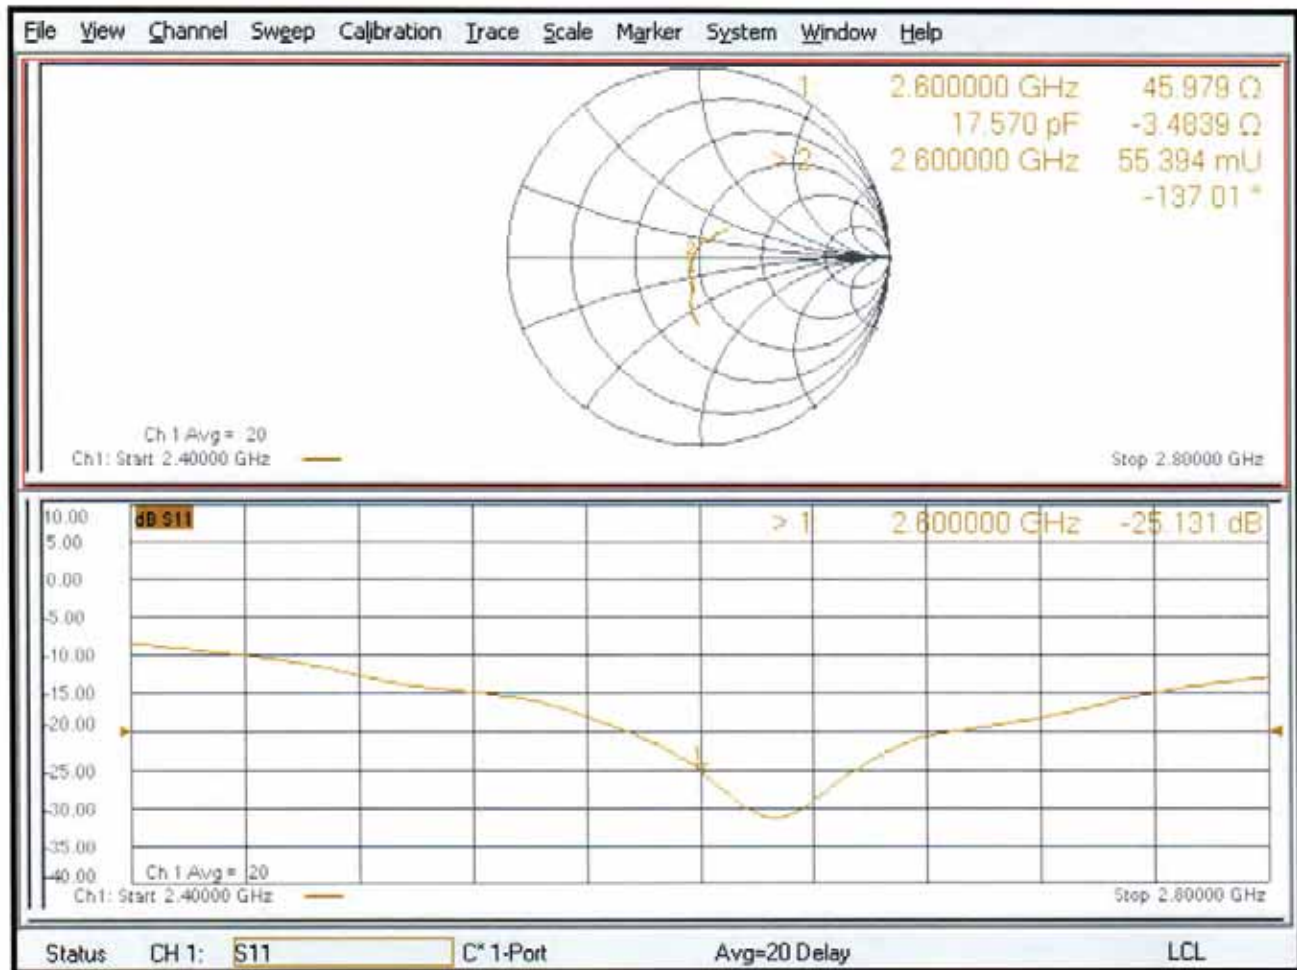 File View Channel Sweep Calibration Trace Scale Marker System Window Help
1 2.600000 GHz 45.979 Ω
17.570 pF -3.4839 Ω
> 2 2.600000 GHz 55.394 mU
-137.01 °
2
Ch 1 Avg = 20
Ch1: Start 2.40000 GHz Stop 2.80000 GHz
10.00 dB S11 > 1 2.600000 GHz -25.131 dB
5.00
0.00
-5.00
-10.00
-15.00
-20.00
-25.00
-30.00
-35.00
-40.00 Ch 1 Avg = 20
Ch1: Start 2.40000 GHz Stop 2.80000 GHz
Status CH 1: S11 C* 1-Port Avg=20 Delay LCL